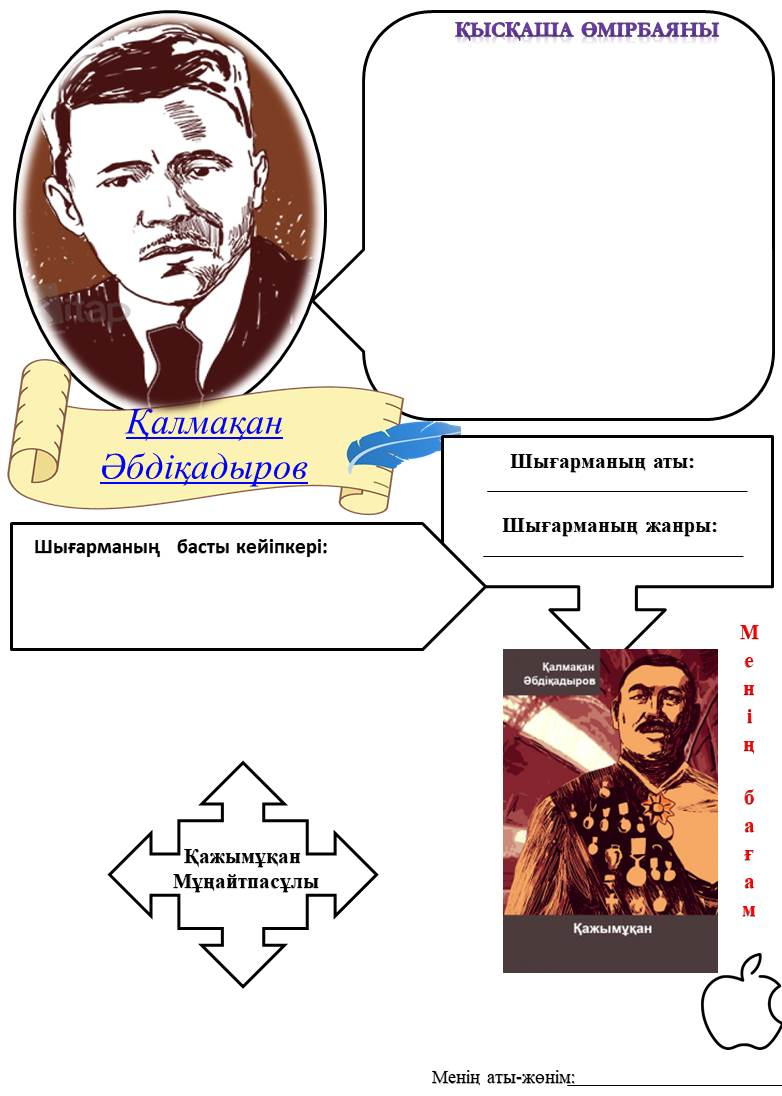 ҚЫСҚАША ӨМІРБАЯНЫ
Қалмақан
Әбдіқадыров
Шығарманың аты:
Шығарманың жанры:
Шығарманың басты кейіпкері:
Қалмақан
Әбдіқадыров
Қажымұқан
Менің бағам
Қажымұқан
Мұңайтпасұлы
Менің аты-жөнім: